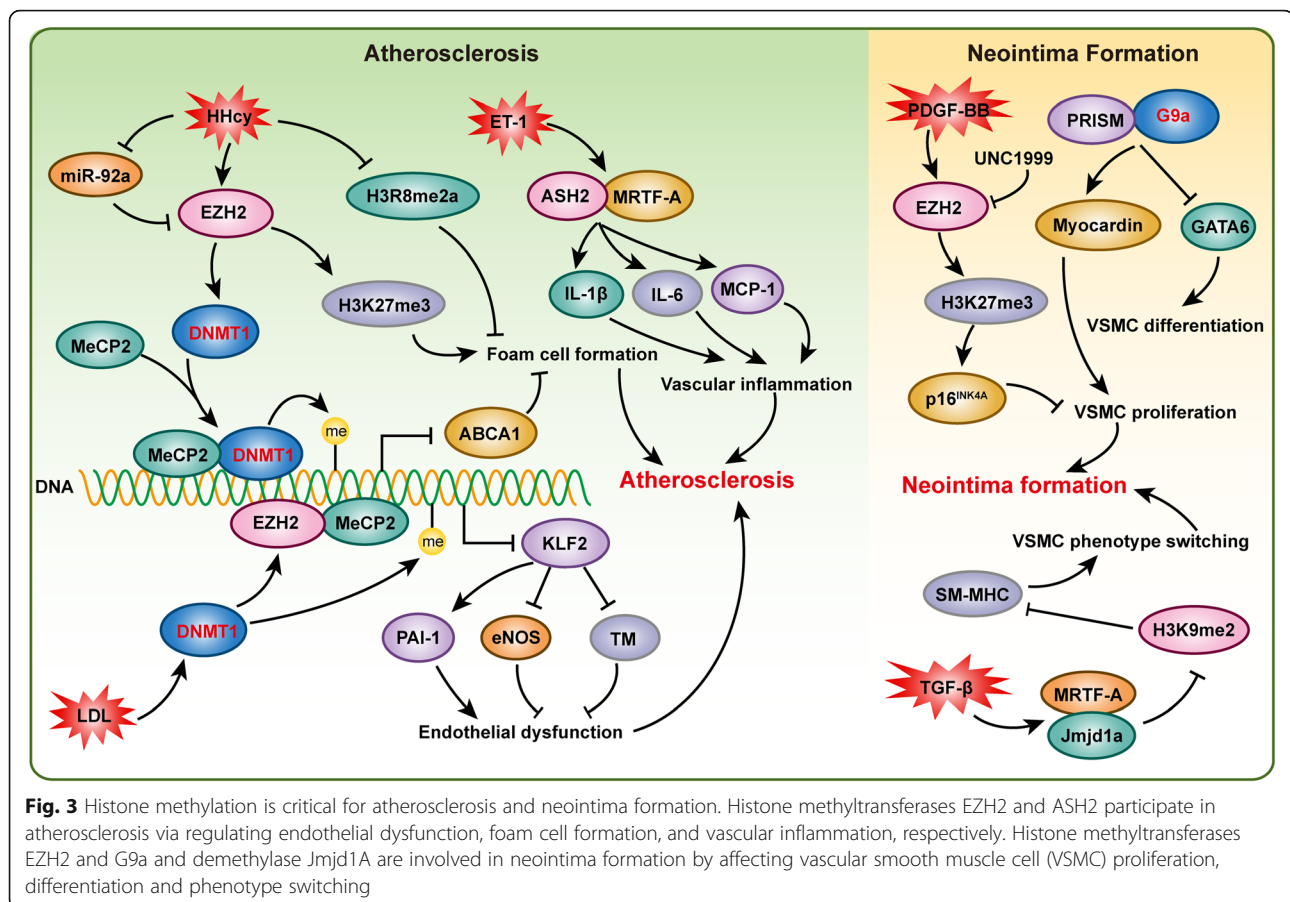 Atherosclerosis
HHcy
miR-92a
EZH2
H3R8me2a
DNMT1
H3K27me3
MeCP2
Foam cell formation
MeCP2
DNMT1
me
ABCA1
DNA
EZH2
MeCP2
me
KLF2
DNMT1
PAI-1
eNOS
TM
LDL
Endothelial dysfunction
ET-1
ASH2
MRTF-A
IL-1β
IL-6
MCP-1
Vascular inflammation
Atherosclerosis
Neointima Formation
PDGF-BB
PRISM
G9a
UNC1999
EZH2
Myocardin
GATA6
H3K27me3
VSMC differentiation
p16INK4A
VSMC proliferation
Neointima formation
VSMC phenotype switching
SM-MHC
H3K9me2
TGF-β
MRTF-A
Jmjd1a
Fig. 3 Histone methylation is critical for atherosclerosis and neointima formation. Histone methyltransferases EZH2 and ASH2 participate in
atherosclerosis via regulating endothelial dysfunction, foam cell formation, and vascular inflammation, respectively. Histone methyltransferases
EZH2 and G9a and demethylase Jmjd1A are involved in neointima formation by affecting vascular smooth muscle cell (VSMC) proliferation,
differentiation and phenotype switching